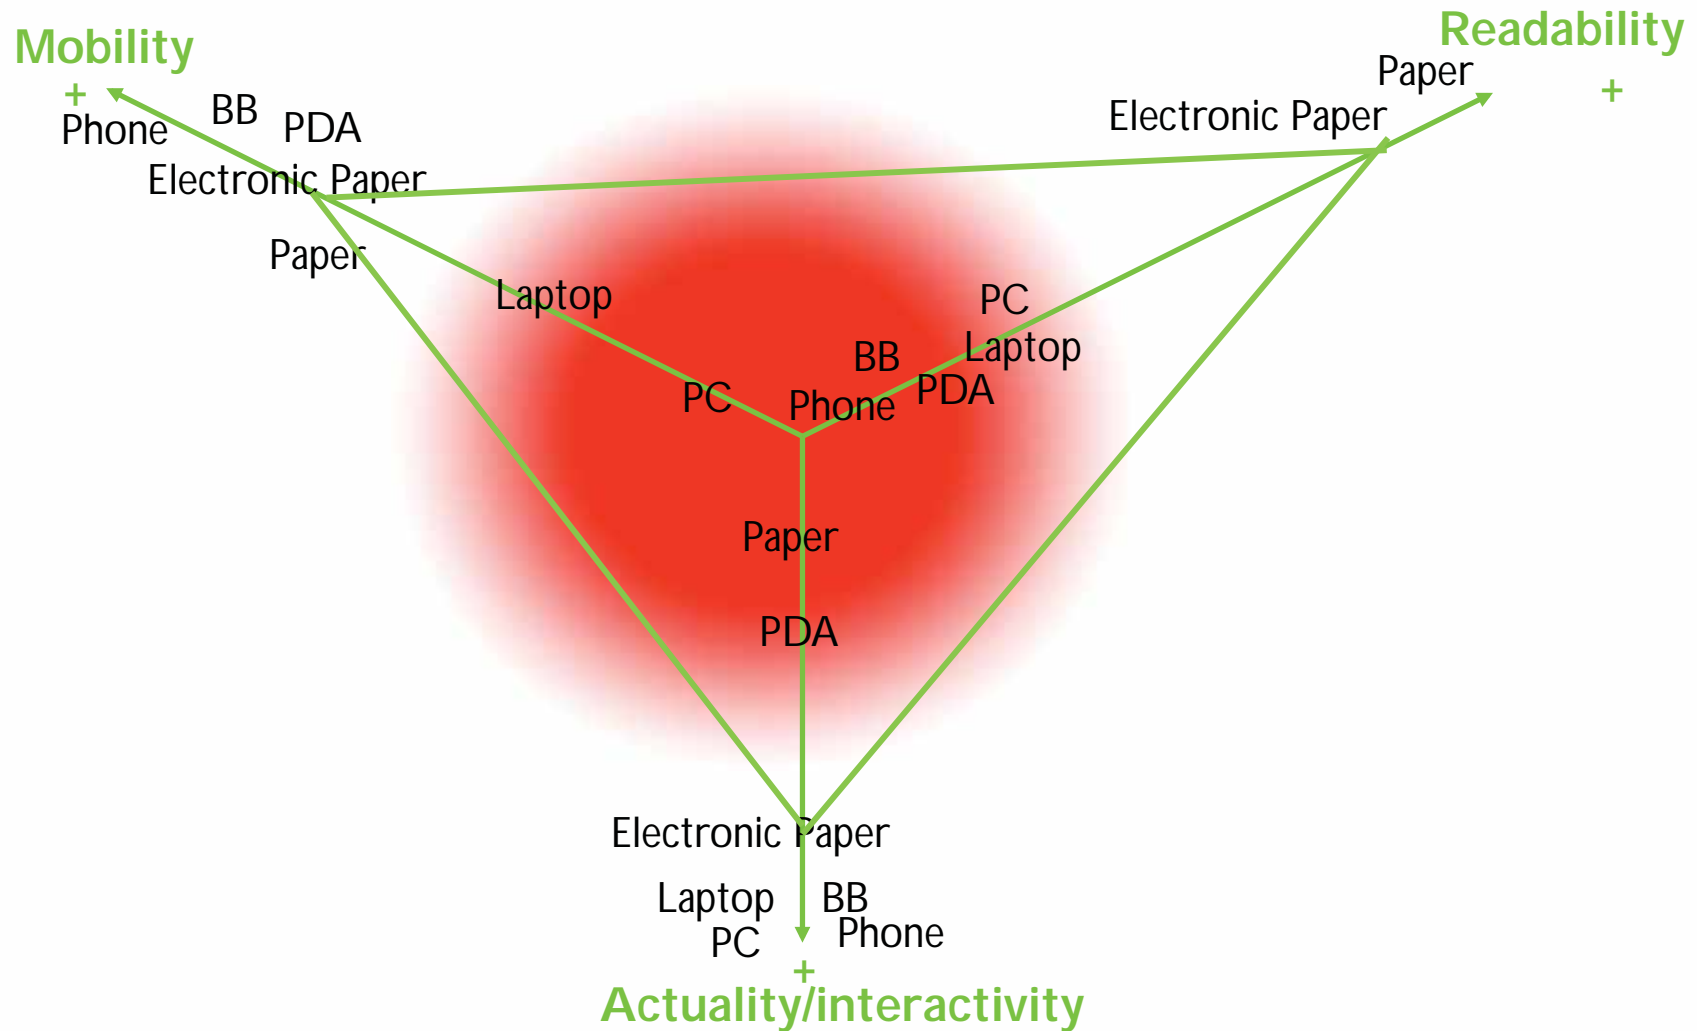 Mobility
+
Phone
BB
PDA
Electronic Paper
Paper
Laptop
PC
Readability
+
Paper
Electronic Paper
PC
Laptop
BB
PDA
Phone
Paper
PDA
Electronic Paper
Laptop
BB
PC
Phone
+
Actuality/interactivity